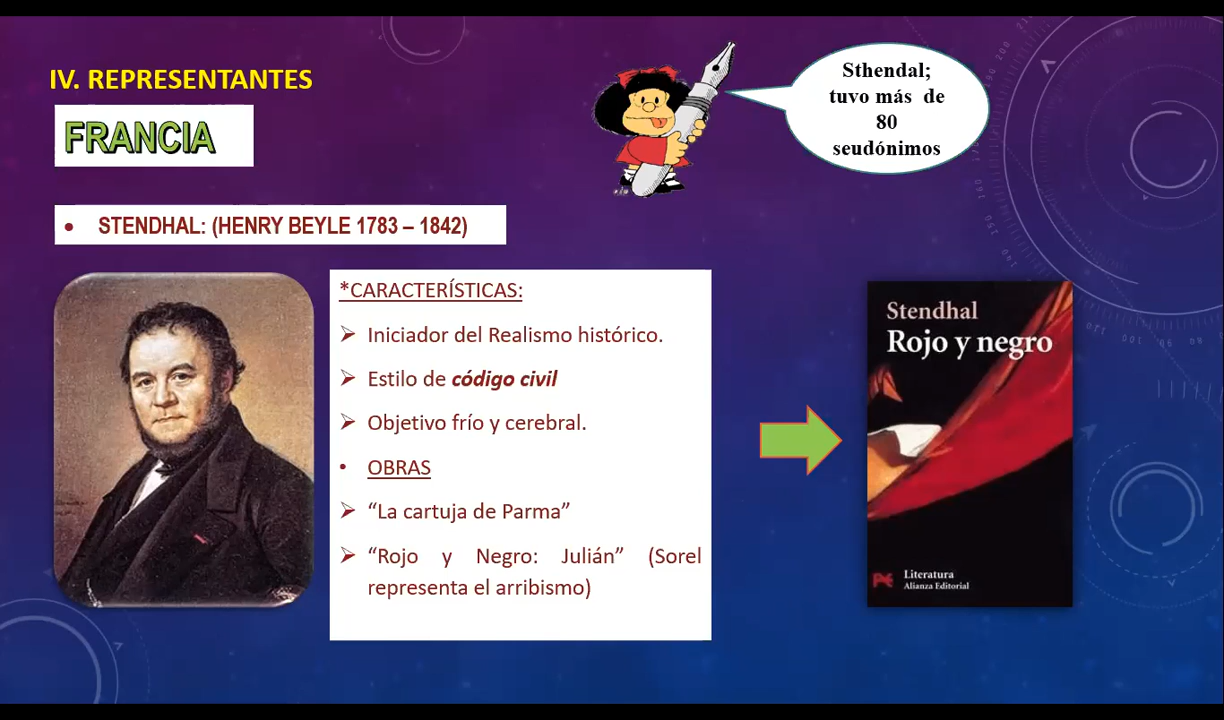 IV. REPRESENTANTES
FRANCIA
Sthendal;
tuvo más de
80
seudónimos
• STENDHAL: (HENRY BEYLE 1783 – 1842)
*CARACTERÍSTICAS:
➢ Iniciador del Realismo histórico.
➢ Estilo de código civil
➢ Objetivo frío y cerebral.
• OBRAS
➢ “La cartuja de Parma”
➢ “Rojo y Negro: Julián” (Sorel
representa el arribismo)
Stendhal
Rojo y negro
Literatura
Alianza Editorial